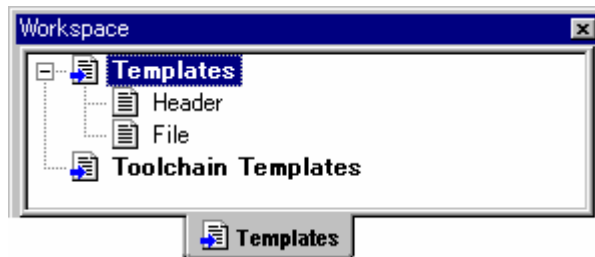 Workspace
Templates
Header
File
Toolchain Templates
Templates